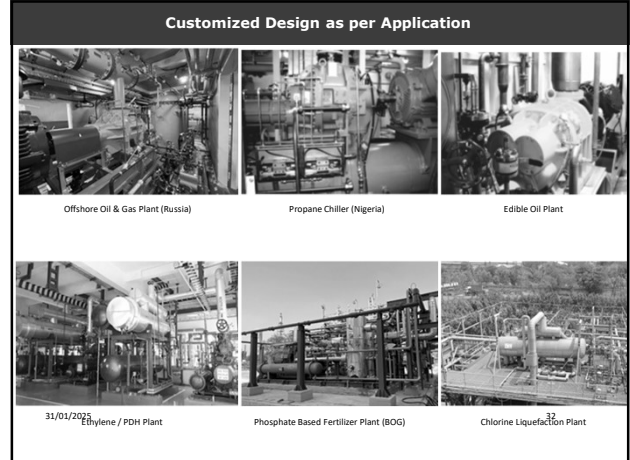 Customized Design as per Application
Offshore Oil & Gas Plant (Russia)
Propane Chiller (Nigeria)
Edible Oil Plant
31/01/2025
32
Ethylene / PDH Plant
Phosphate Based Fertilizer Plant (BOG)
Chlorine Liquefaction Plant